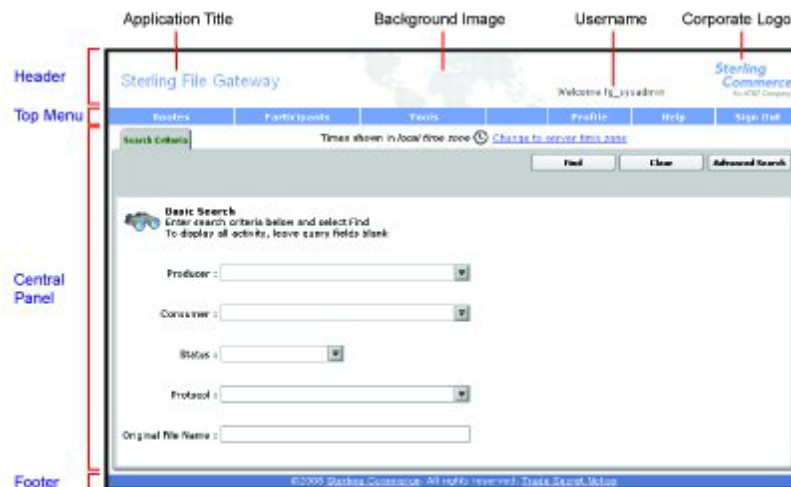 Application Title Background Image Username Corporate Logo
Header
Sterling File Gateway
Welcome fg_sysadmin
Sterling Commerce
An AT&T Company
Top Menu
Routes Participants Tools Profile Help Sign Out
Search Criteria
Times shown in local time zone Change to server time zone
Find Clear Advanced Search
Basic Search
Enter search criteria below and select Find
To display all activity, leave query fields blank
Central Panel
Producer :
Consumer :
Status :
Protocol :
Original File Name :
Footer
©2008 Sterling Commerce. All rights reserved. Trade Secret Notice